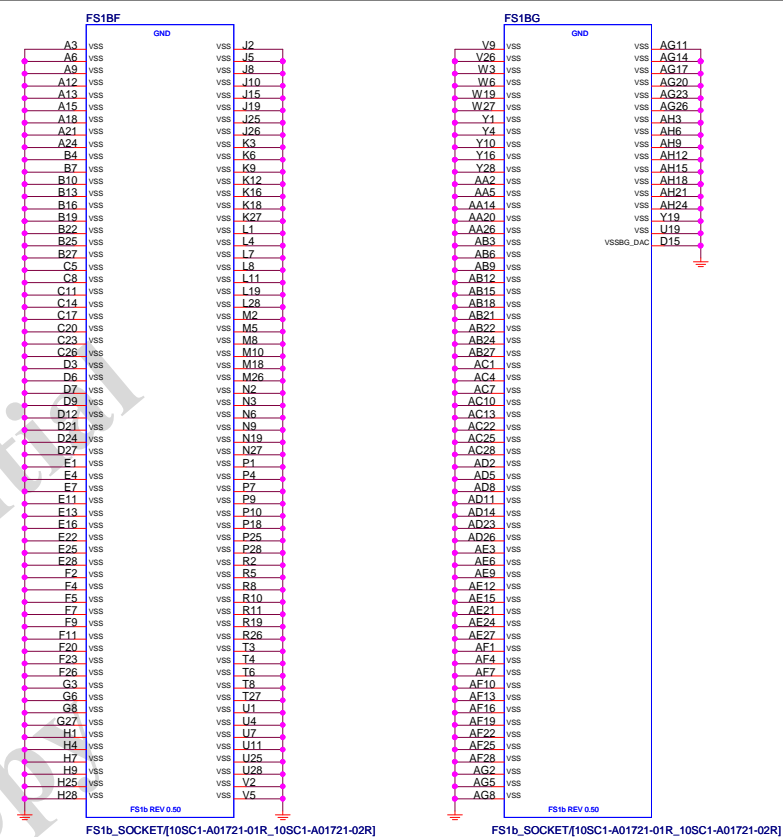 FS1BF
GND
A3 VSS VSS J2
A6 VSS VSS J5
A9 VSS VSS J8
A12 VSS VSS J10
A13 VSS VSS J15
A15 VSS VSS J19
A18 VSS VSS J25
A21 VSS VSS J26
A24 VSS VSS K3
B4 VSS VSS K6
B7 VSS VSS K9
B10 VSS VSS K12
B13 VSS VSS K16
B16 VSS VSS K18
B19 VSS VSS K27
B22 VSS VSS L1
B25 VSS VSS L4
B27 VSS VSS L7
C5 VSS VSS L8
C8 VSS VSS L11
C11 VSS VSS L19
C14 VSS VSS L28
C17 VSS VSS M2
C20 VSS VSS M5
C23 VSS VSS M8
C26 VSS VSS M10
D3 VSS VSS M18
D6 VSS VSS M26
D7 VSS VSS N2
D9 VSS VSS N3
D12 VSS VSS N6
D21 VSS VSS N9
D24 VSS VSS N19
D27 VSS VSS N27
E1 VSS VSS P1
E4 VSS VSS P4
E7 VSS VSS P7
E11 VSS VSS P9
E13 VSS VSS P10
E16 VSS VSS P18
E22 VSS VSS P25
E25 VSS VSS P28
E28 VSS VSS R2
F2 VSS VSS R5
F4 VSS VSS R8
F5 VSS VSS R10
F7 VSS VSS R11
F9 VSS VSS R19
F11 VSS VSS R26
F20 VSS VSS T3
F23 VSS VSS T4
F26 VSS VSS T6
G3 VSS VSS T8
G6 VSS VSS T27
G8 VSS VSS U1
G27 VSS VSS U4
H1 VSS VSS U7
H4 VSS VSS U11
H7 VSS VSS U25
H9 VSS VSS U28
H25 VSS VSS V2
H28 VSS VSS V5
FS1b REV 0.50
FS1b_SOCKET/[10SC1-A01721-01R_10SC1-A01721-02R]
FS1BG
GND
V9 VSS VSS AG11
V26 VSS VSS AG14
W3 VSS VSS AG17
W6 VSS VSS AG20
W19 VSS VSS AG23
W27 VSS VSS AG26
Y1 VSS VSS AH3
Y4 VSS VSS AH6
Y10 VSS VSS AH9
Y16 VSS VSS AH12
Y28 VSS VSS AH15
AA2 VSS VSS AH18
AA5 VSS VSS AH21
AA14 VSS VSS AH24
AA20 VSS VSS Y19
AA26 VSS VSS U19
AB3 VSS VSSBG_DAC D15
AB6 VSS
AB9 VSS
AB12 VSS
AB15 VSS
AB18 VSS
AB21 VSS
AB22 VSS
AB24 VSS
AB27 VSS
AC1 VSS
AC4 VSS
AC7 VSS
AC10 VSS
AC13 VSS
AC22 VSS
AC25 VSS
AC28 VSS
AD2 VSS
AD5 VSS
AD8 VSS
AD11 VSS
AD14 VSS
AD23 VSS
AD26 VSS
AE3 VSS
AE6 VSS
AE9 VSS
AE12 VSS
AE15 VSS
AE21 VSS
AE24 VSS
AE27 VSS
AF1 VSS
AF4 VSS
AF7 VSS
AF10 VSS
AF13 VSS
AF16 VSS
AF19 VSS
AF22 VSS
AF25 VSS
AF28 VSS
AG2 VSS
AG5 VSS
AG8 VSS
FS1b REV 0.50
FS1b_SOCKET/[10SC1-A01721-01R_10SC1-A01721-02R]
tial
opy